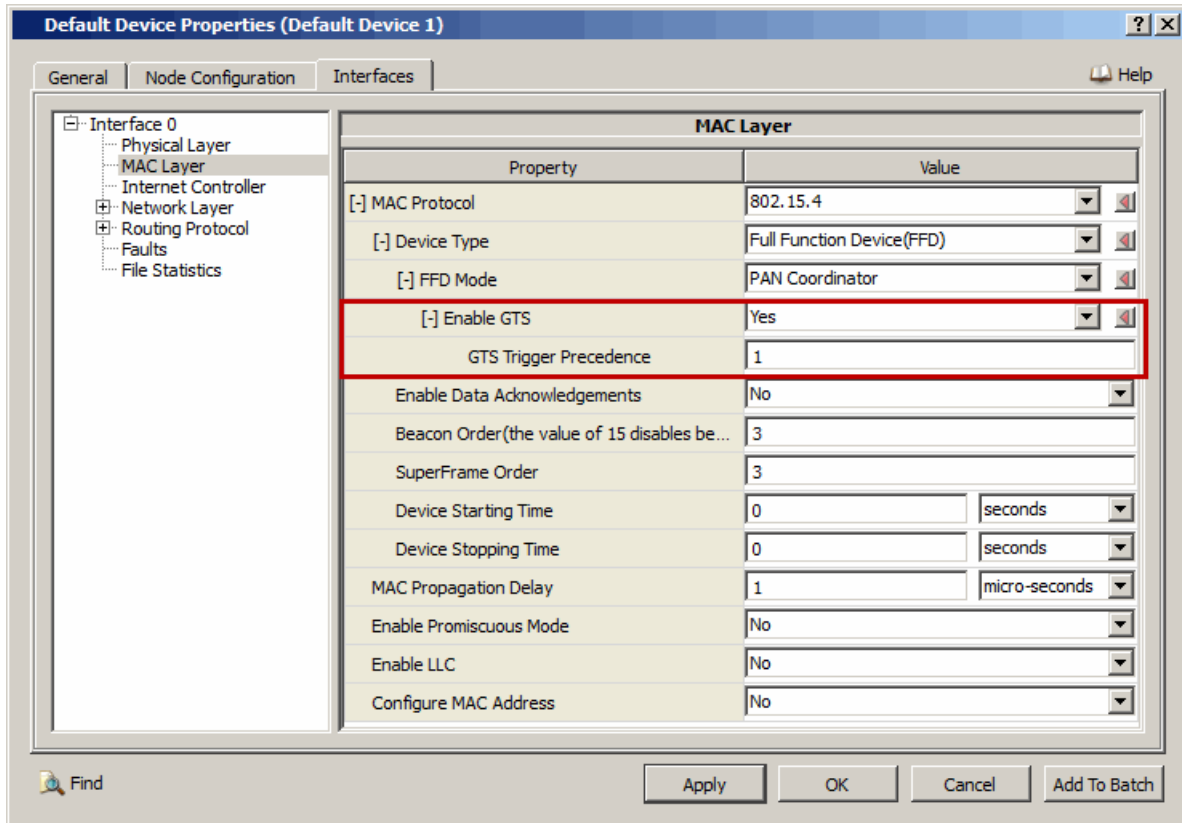 Default Device Properties (Default Device 1)
General Node Configuration Interfaces Help
Interface 0
Physical Layer
MAC Layer
Internet Controller
Network Layer
Routing Protocol
Faults
File Statistics
MAC Layer
Property Value
[-] MAC Protocol 802.15.4
[-] Device Type Full Function Device(FFD)
[-] FFD Mode PAN Coordinator
[-] Enable GTS Yes
GTS Trigger Precedence 1
Enable Data Acknowledgements No
Beacon Order(the value of 15 disables be... 3
SuperFrame Order 3
Device Starting Time 0 seconds
Device Stopping Time 0 seconds
MAC Propagation Delay 1 micro-seconds
Enable Promiscuous Mode No
Enable LLC No
Configure MAC Address No
Find Apply OK Cancel Add To Batch